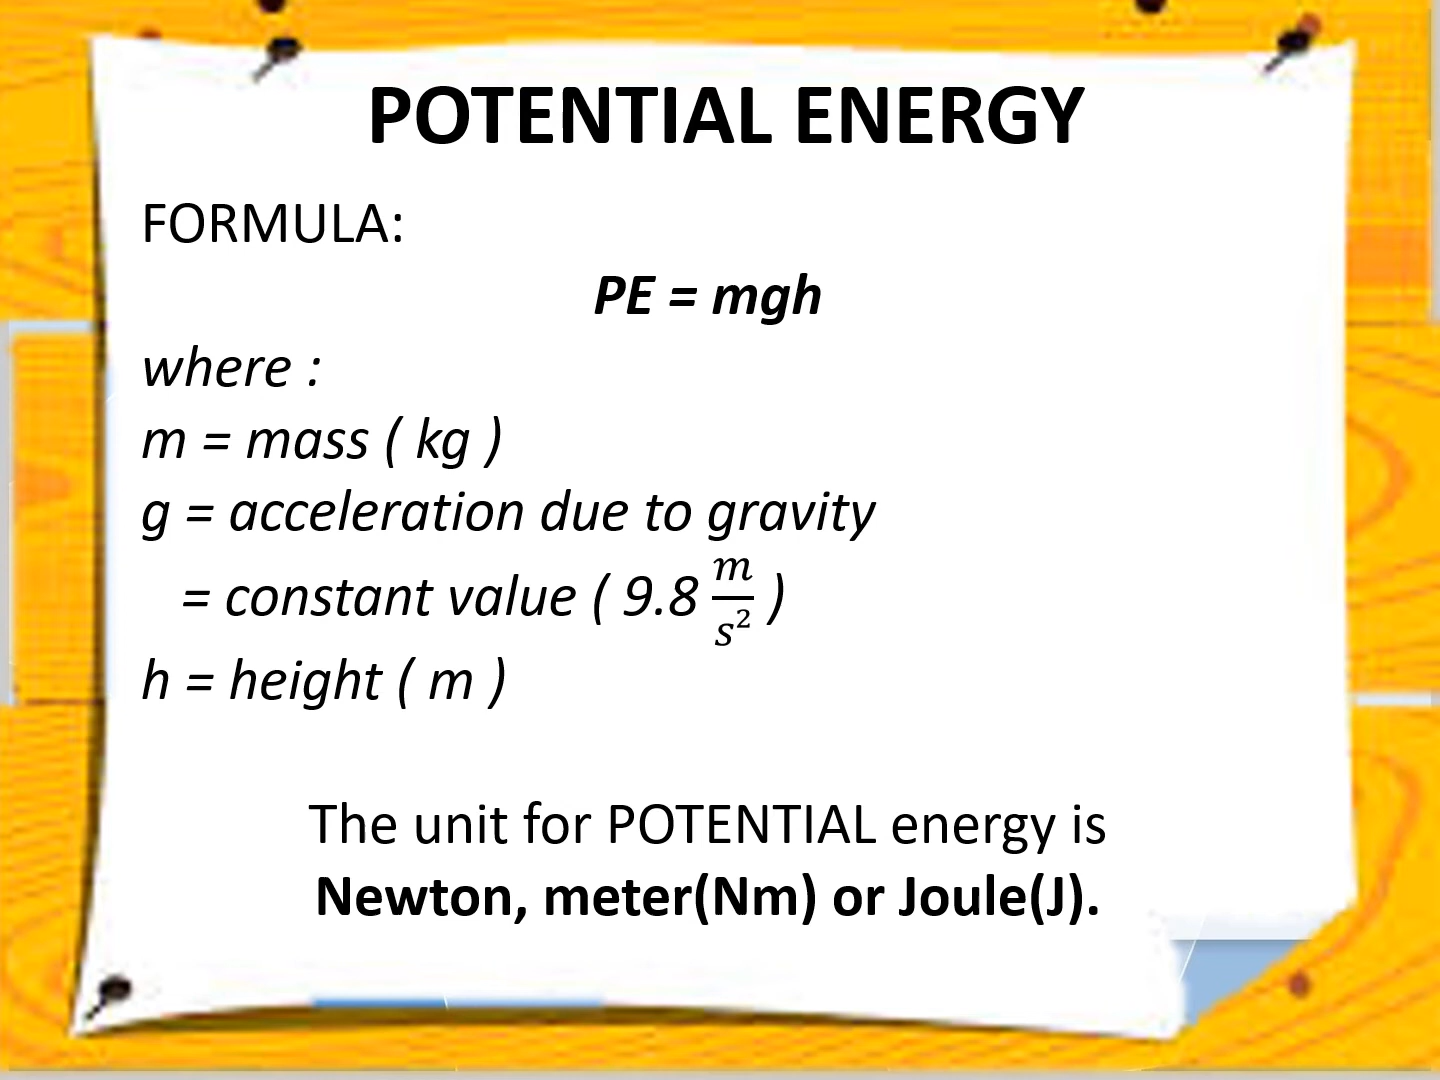 POTENTIAL ENERGY
FORMULA:
PE = mgh
where :
m = mass ( kg )
g = acceleration due to gravity
= constant value ( 9.8 m/s² )
h = height ( m )
The unit for POTENTIAL energy is
Newton, meter(Nm) or Joule(J).